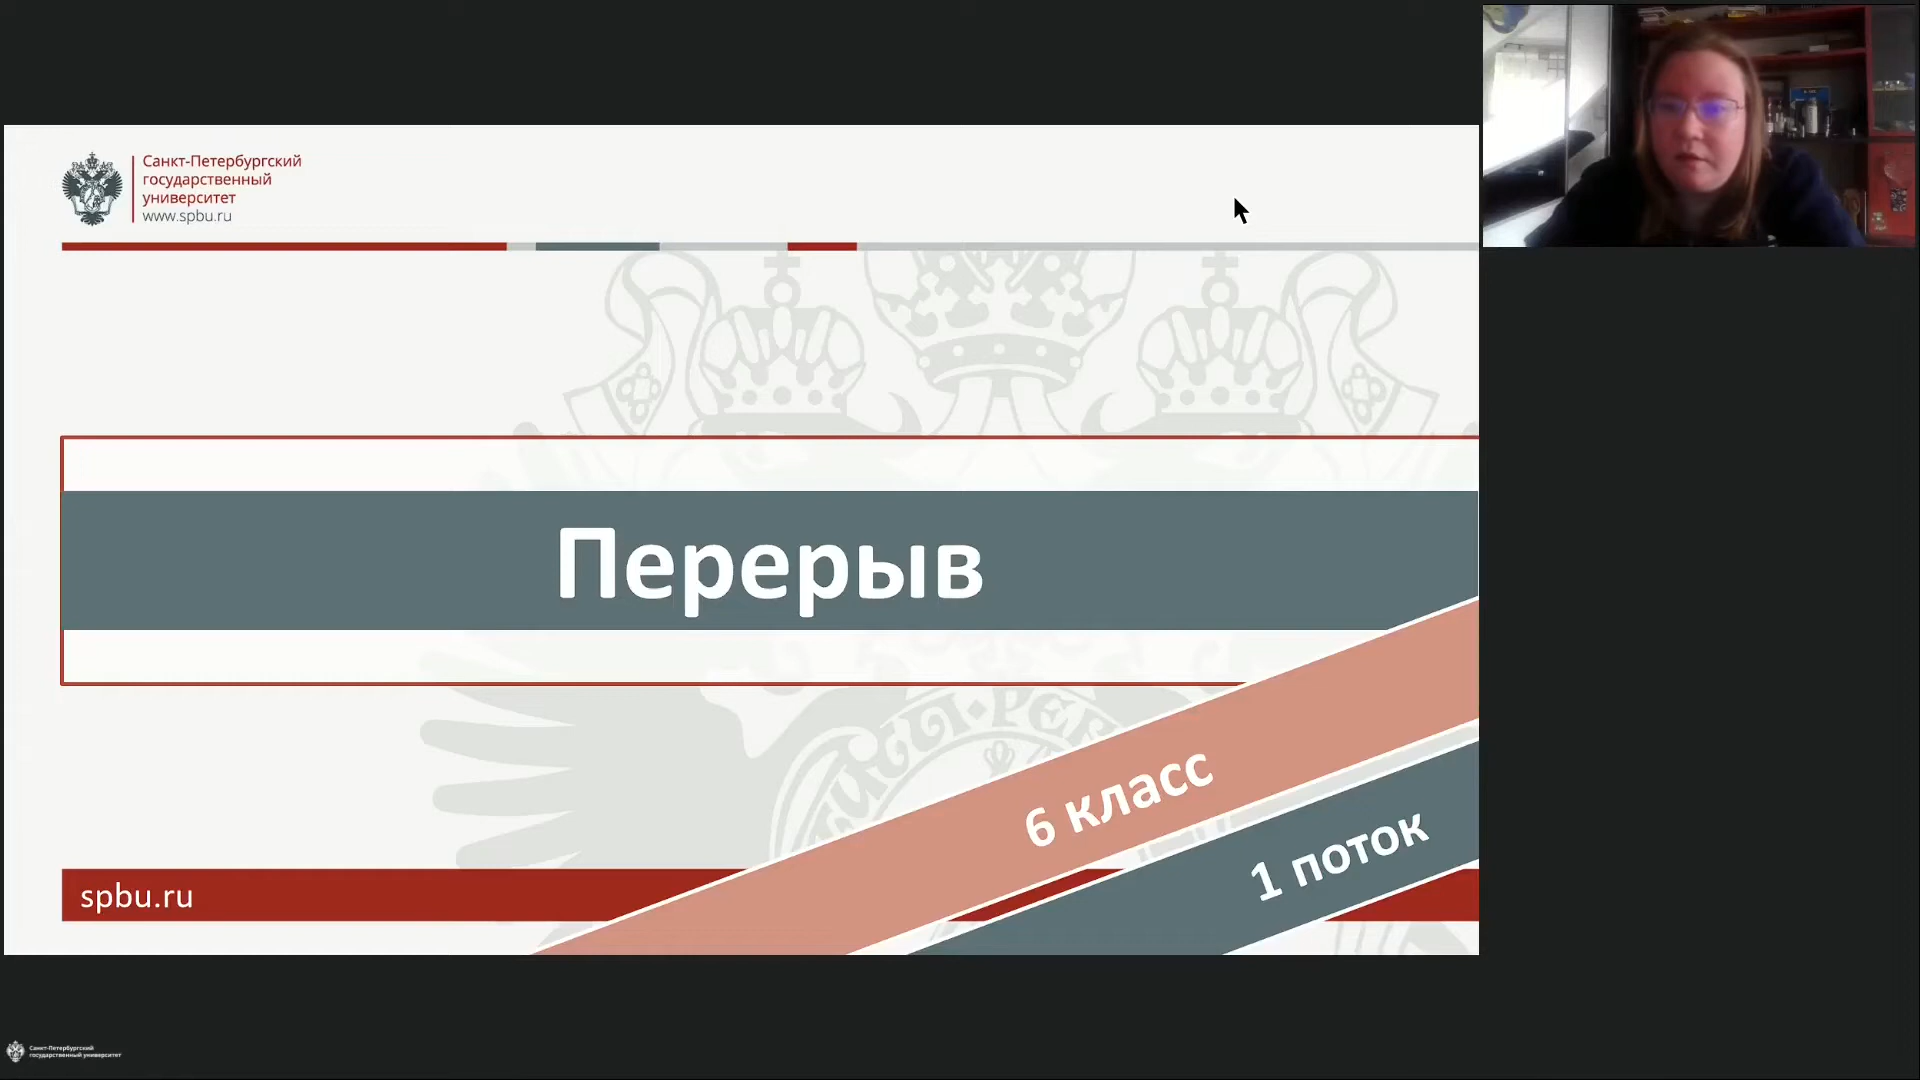 Санкт-Петербургский
государственный
университет
www.spbu.ru
Перерыв
6 класс
1 поток
spbu.ru
Санкт-Петербургский
государственный университет